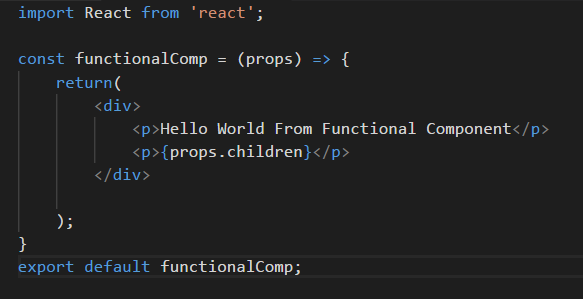 import React from 'react';
const functionalComp = (props) => {
return(
<div>
<p>Hello World From Functional Component</p>
<p>{props.children}</p>
</div>
);
}
export default functionalComp;